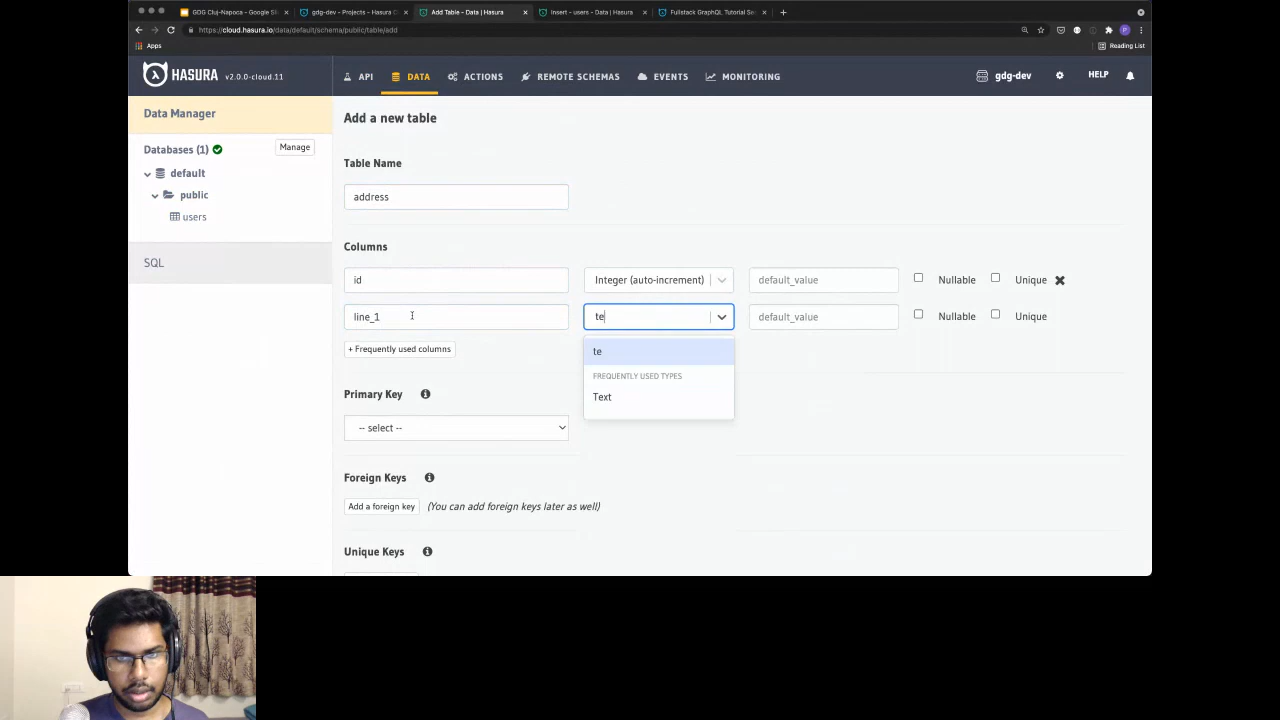 GDG Cluj-Napoca - Google Sli
gdg-dev - Projects - Hasura C
Add Table - Data | Hasura
Insert - users - Data | Hasura
Fullstack GraphQL Tutorial Se
https://cloud.hasura.io/data/default/schema/public/table/add
Apps
Reading List
HASURA v2.0.0-cloud.11
API
DATA
ACTIONS
REMOTE SCHEMAS
EVENTS
MONITORING
gdg-dev
HELP
Data Manager
Databases (1)
Manage
default
public
users
SQL
Add a new table
Table Name
address
Columns
id Integer (auto-increment) default_value Nullable Unique
line_1 te default_value Nullable Unique
+ Frequently used columns
te
FREQUENTLY USED TYPES
Text
Primary Key
-- select --
Foreign Keys
Add a foreign key (You can add foreign keys later as well)
Unique Keys